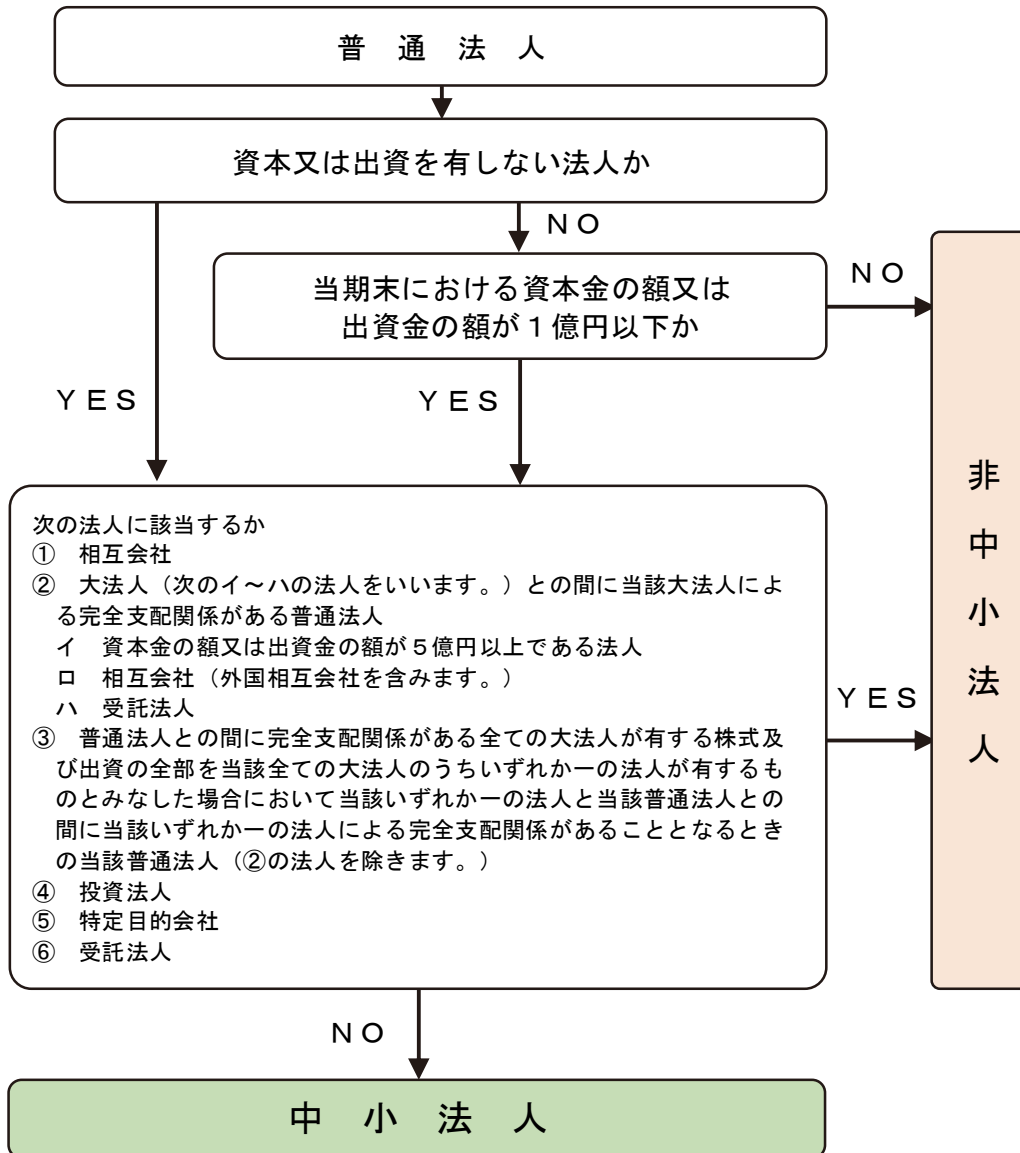 普 通 法 人
資本又は出資を有しない法人か
NO
当期末における資本金の額又は
出資金の額が1億円以下か
NO
YES
YES
次の法人に該当するか
① 相互会社
② 大法人（次のイ～ハの法人をいいます。）との間に当該大法人によ
る完全支配関係がある普通法人
イ 資本金の額又は出資金の額が5億円以上である法人
ロ 相互会社（外国相互会社を含みます。）
ハ 受託法人
③ 普通法人との間に完全支配関係がある全ての大法人が有する株式及
び出資の全部を当該全ての大法人のうちいずれか一の法人が有するも
のとみなした場合において当該いずれか一の法人と当該普通法人との
間に当該いずれか一の法人による完全支配関係があることとなるとき
の当該普通法人（②の法人を除きます。）
④ 投資法人
⑤ 特定目的会社
⑥ 受託法人
YES
非中小法人
NO
中 小 法 人